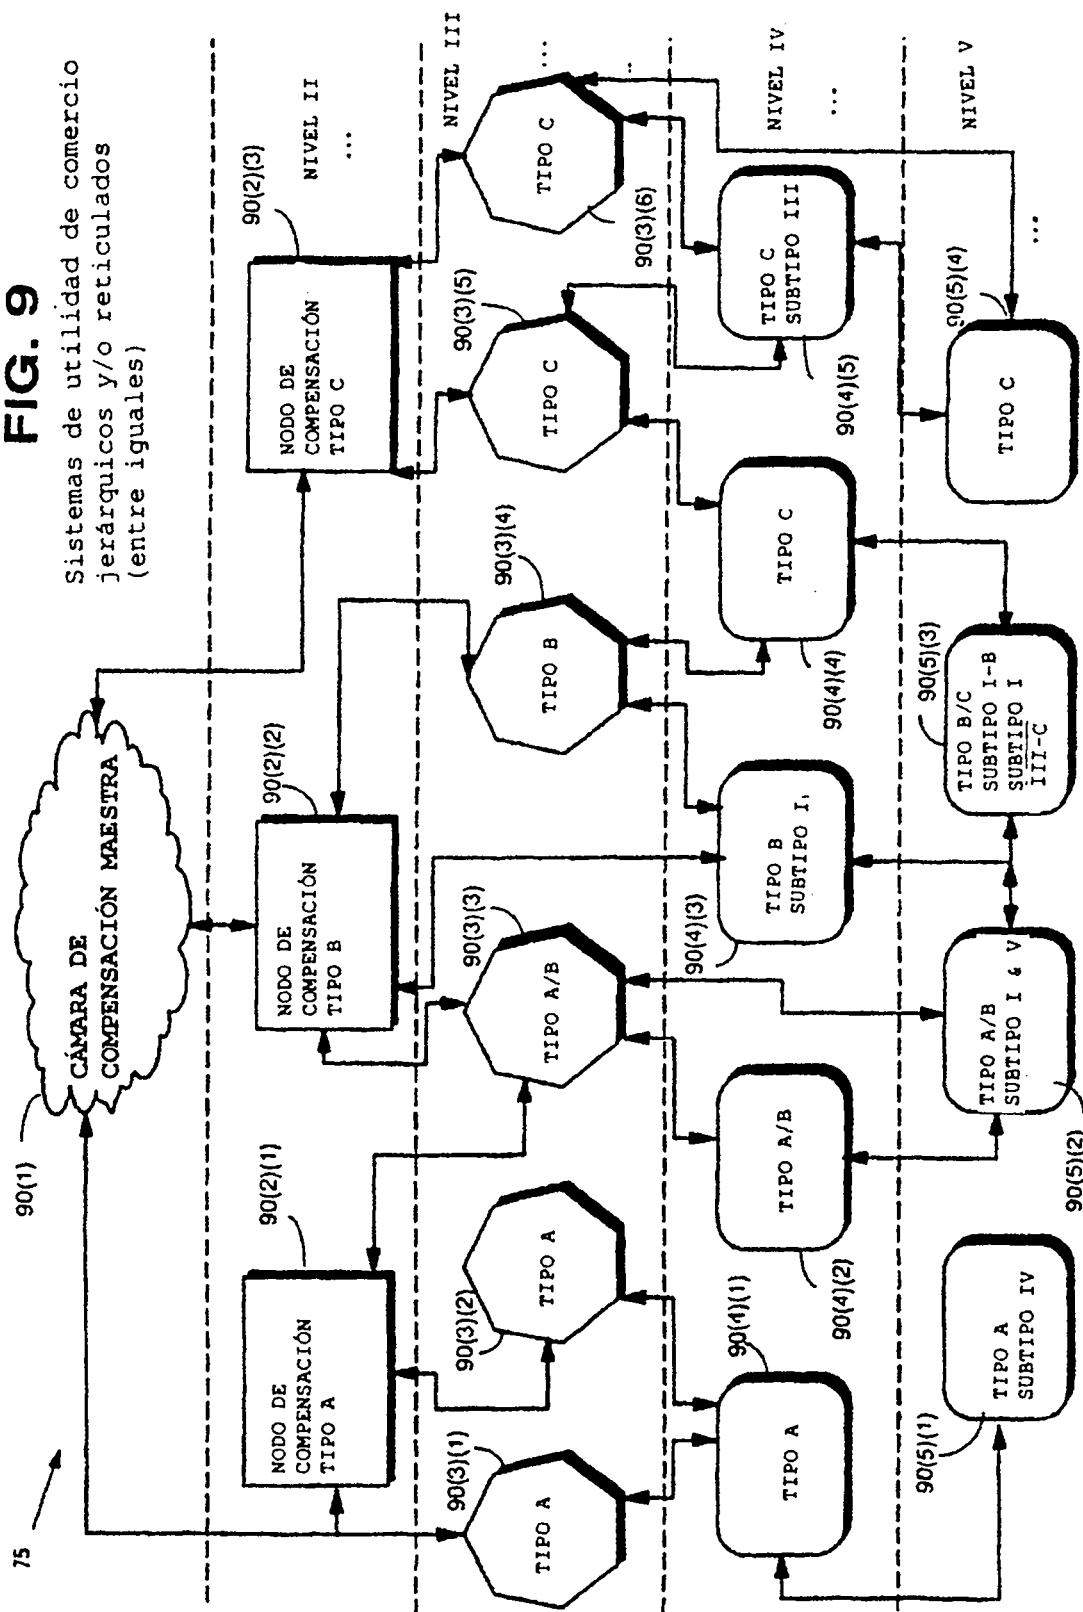 FIG. 9
Sistemas de utilidad de comercio
jerárquicos y/o reticulados
(entre iguales)
75
90(1)
CÁMARA DE
COMPENSACIÓN MAESTRA
NIVEL II
...
90(2)(1)
NODO DE
COMPENSACIÓN
TIPO A
90(2)(2)
NODO DE
COMPENSACIÓN
TIPO B
90(2)(3)
NODO DE
COMPENSACIÓN
TIPO C
NIVEL III
...
90(3)(1)
TIPO A
90(3)(2)
TIPO A
90(3)(3)
TIPO A/B
90(3)(4)
TIPO B
90(3)(5)
TIPO C
90(3)(6)
TIPO C
..
NIVEL IV
...
90(4)(1)
TIPO A
90(4)(2)
TIPO A/B
90(4)(3)
TIPO B
SUBTIPO I
90(4)(4)
TIPO C
90(4)(5)
TIPO C
SUBTIPO III
NIVEL V
...
90(5)(1)
TIPO A
SUBTIPO IV
90(5)(2)
TIPO A/B
SUBTIPO I & V
90(5)(3)
TIPO B/C
SUBTIPO I-B
SUBTIPO I
III-C
90(5)(4)
TIPO C